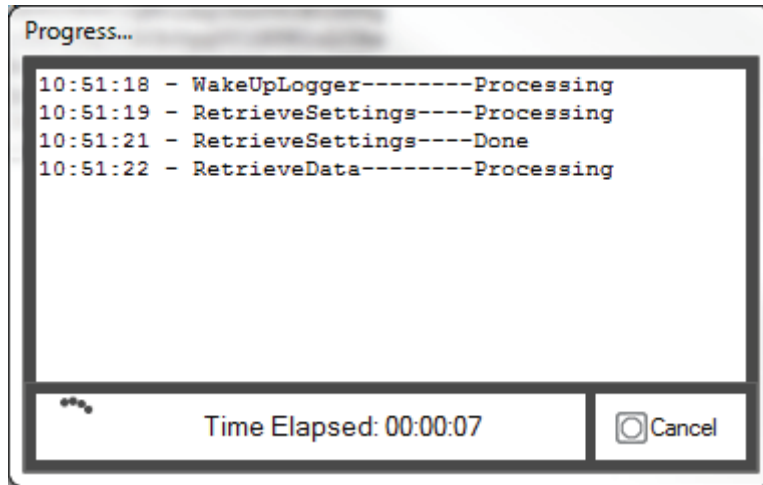 Progress...
10:51:18 - WakeUpLogger--------Processing
10:51:19 - RetrieveSettings----Processing
10:51:21 - RetrieveSettings----Done
10:51:22 - RetrieveData--------Processing
Time Elapsed: 00:00:07
Cancel